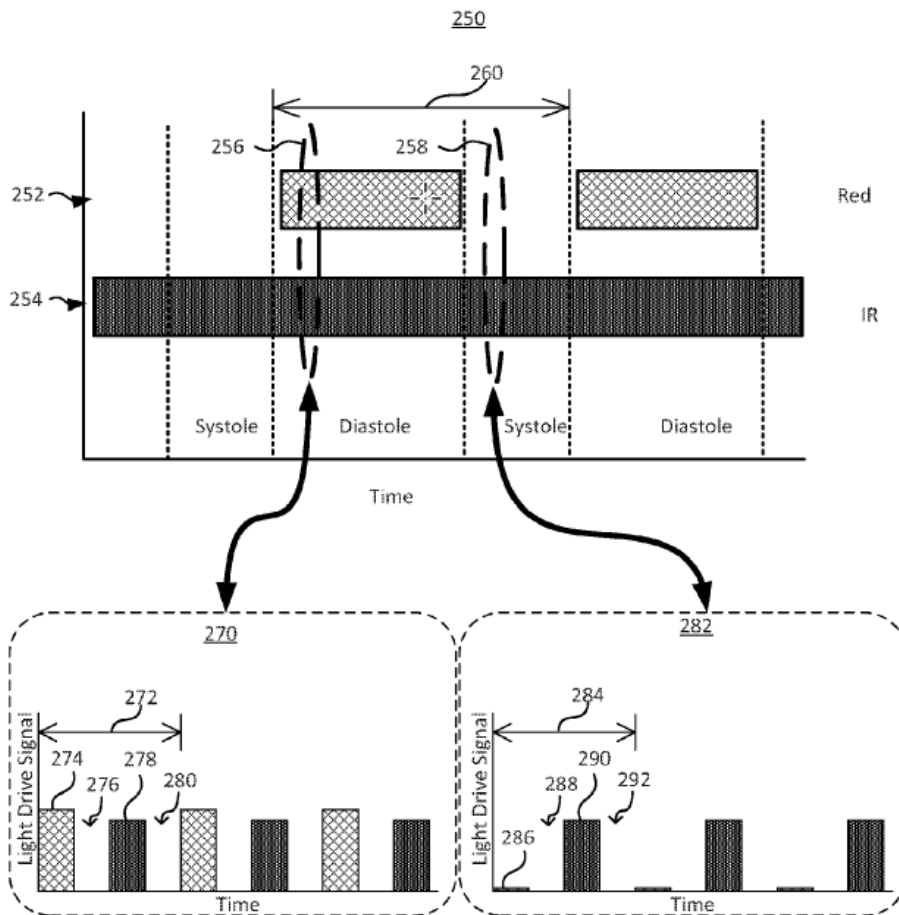 250
260
256
258
252
Red
254
IR
Systole
Diastole
Systole
Diastole
Time
270
282
Light Drive Signal
272
274
276
278
280
Time
Light Drive Signal
284
286
288
290
292
Time